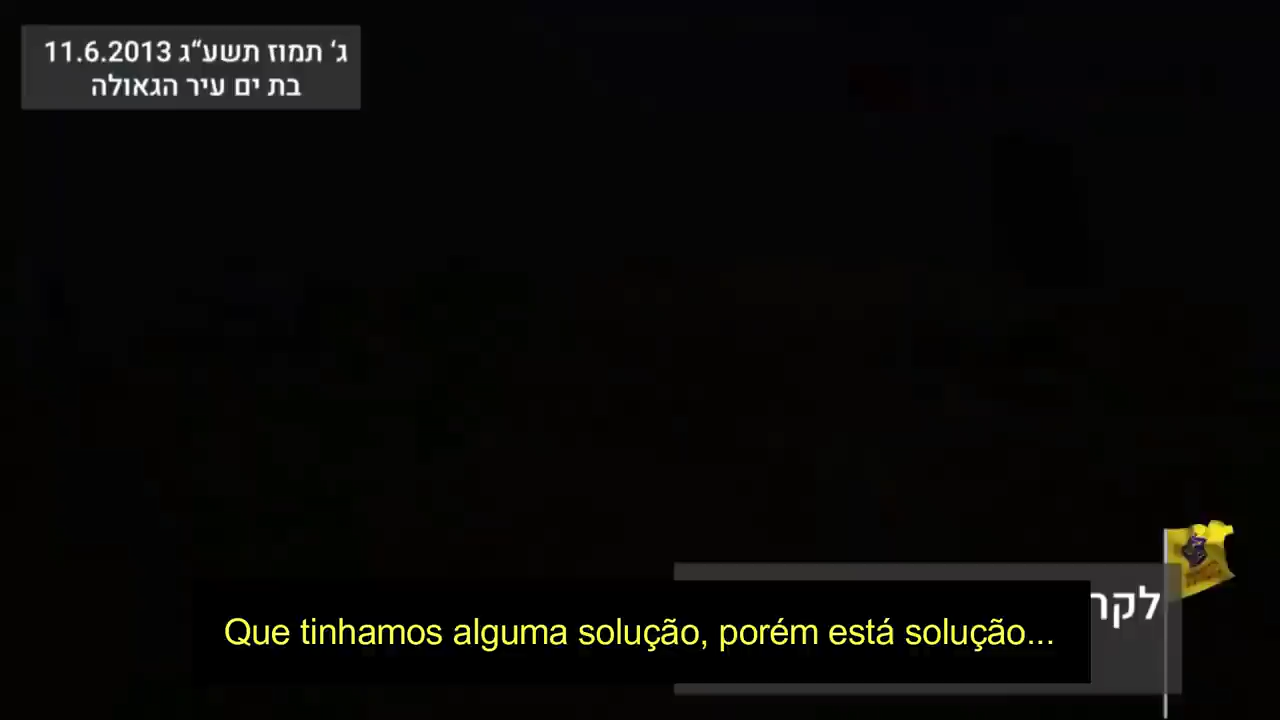 ג‘ תמוז תשע“ג 11.6.2013
בת ים עיר הגאולה
לקר
Que tinhamos alguma solução, porém está solução...